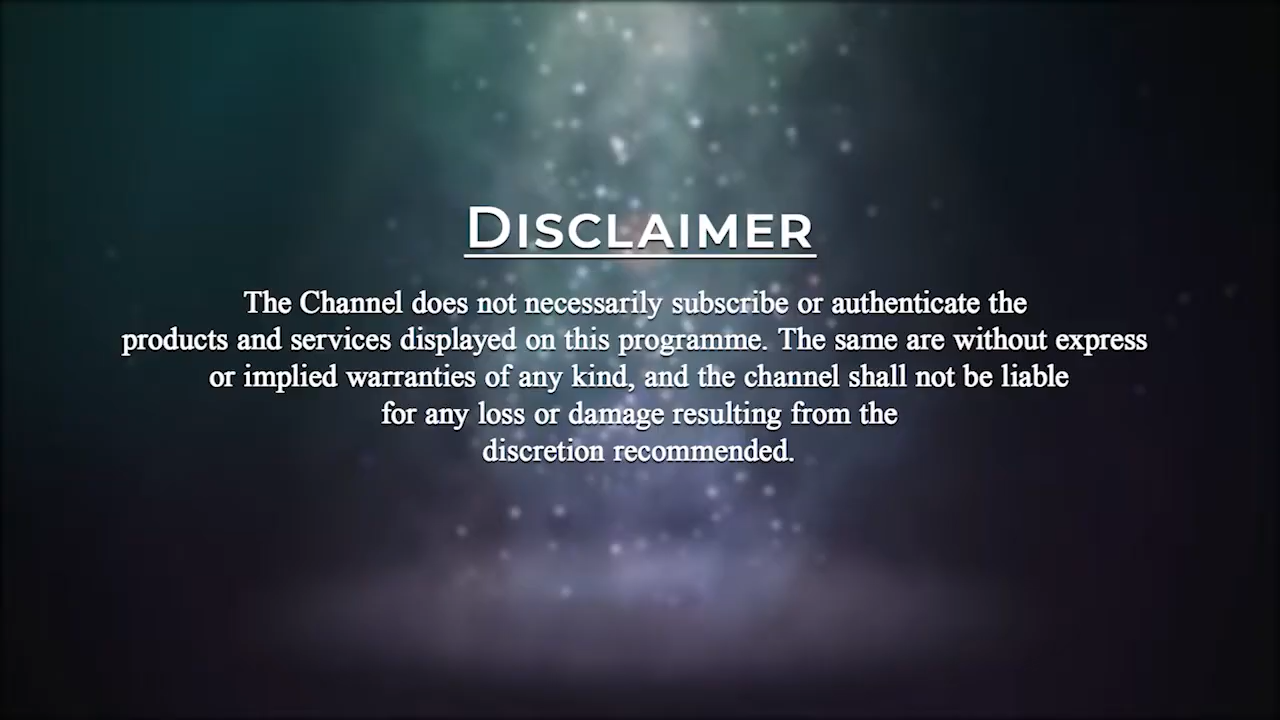 DISCLAIMER
The Channel does not necessarily subscribe or authenticate the
products and services displayed on this programme. The same are without express
or implied warranties of any kind, and the channel shall not be liable
for any loss or damage resulting from the
discretion recommended.